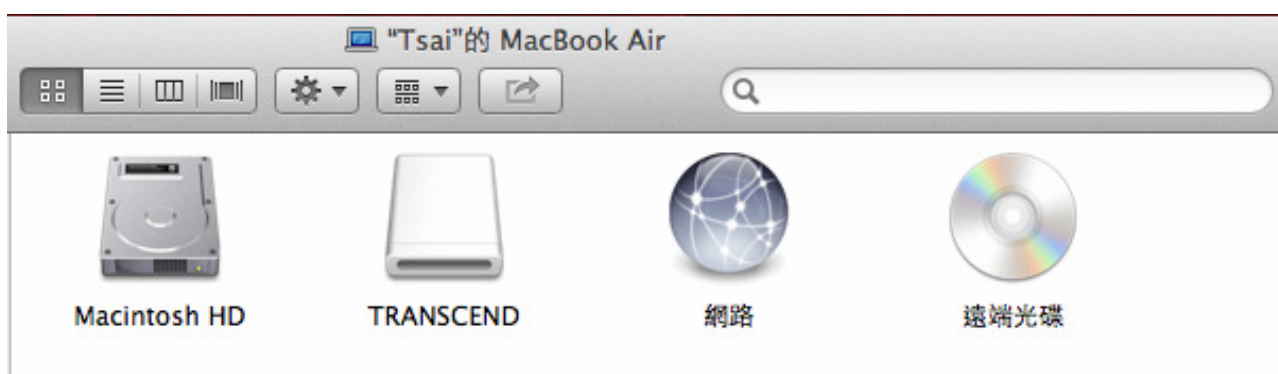 "Tsai"的 MacBook Air
Macintosh HD
TRANSCEND
網路
遠端光碟